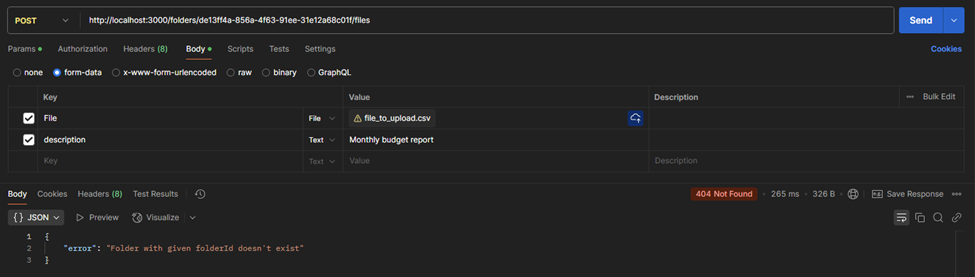 POST http://localhost:3000/folders/de13ff4a-856a-4f63-91ee-31e12a68c01f/files Send
Params Authorization Headers (8) Body Scripts Tests Settings Cookies
none form-data x-www-form-urlencoded raw binary GraphQL
Key Value Description Bulk Edit
File File file_to_upload.csv
description Text Monthly budget report
Key Text Value Description
Body Cookies Headers (8) Test Results 404 Not Found 265 ms 326 B Save Response
{} JSON Preview Visualize
1 {
2 "error": "Folder with given folderId doesn't exist"
3 }